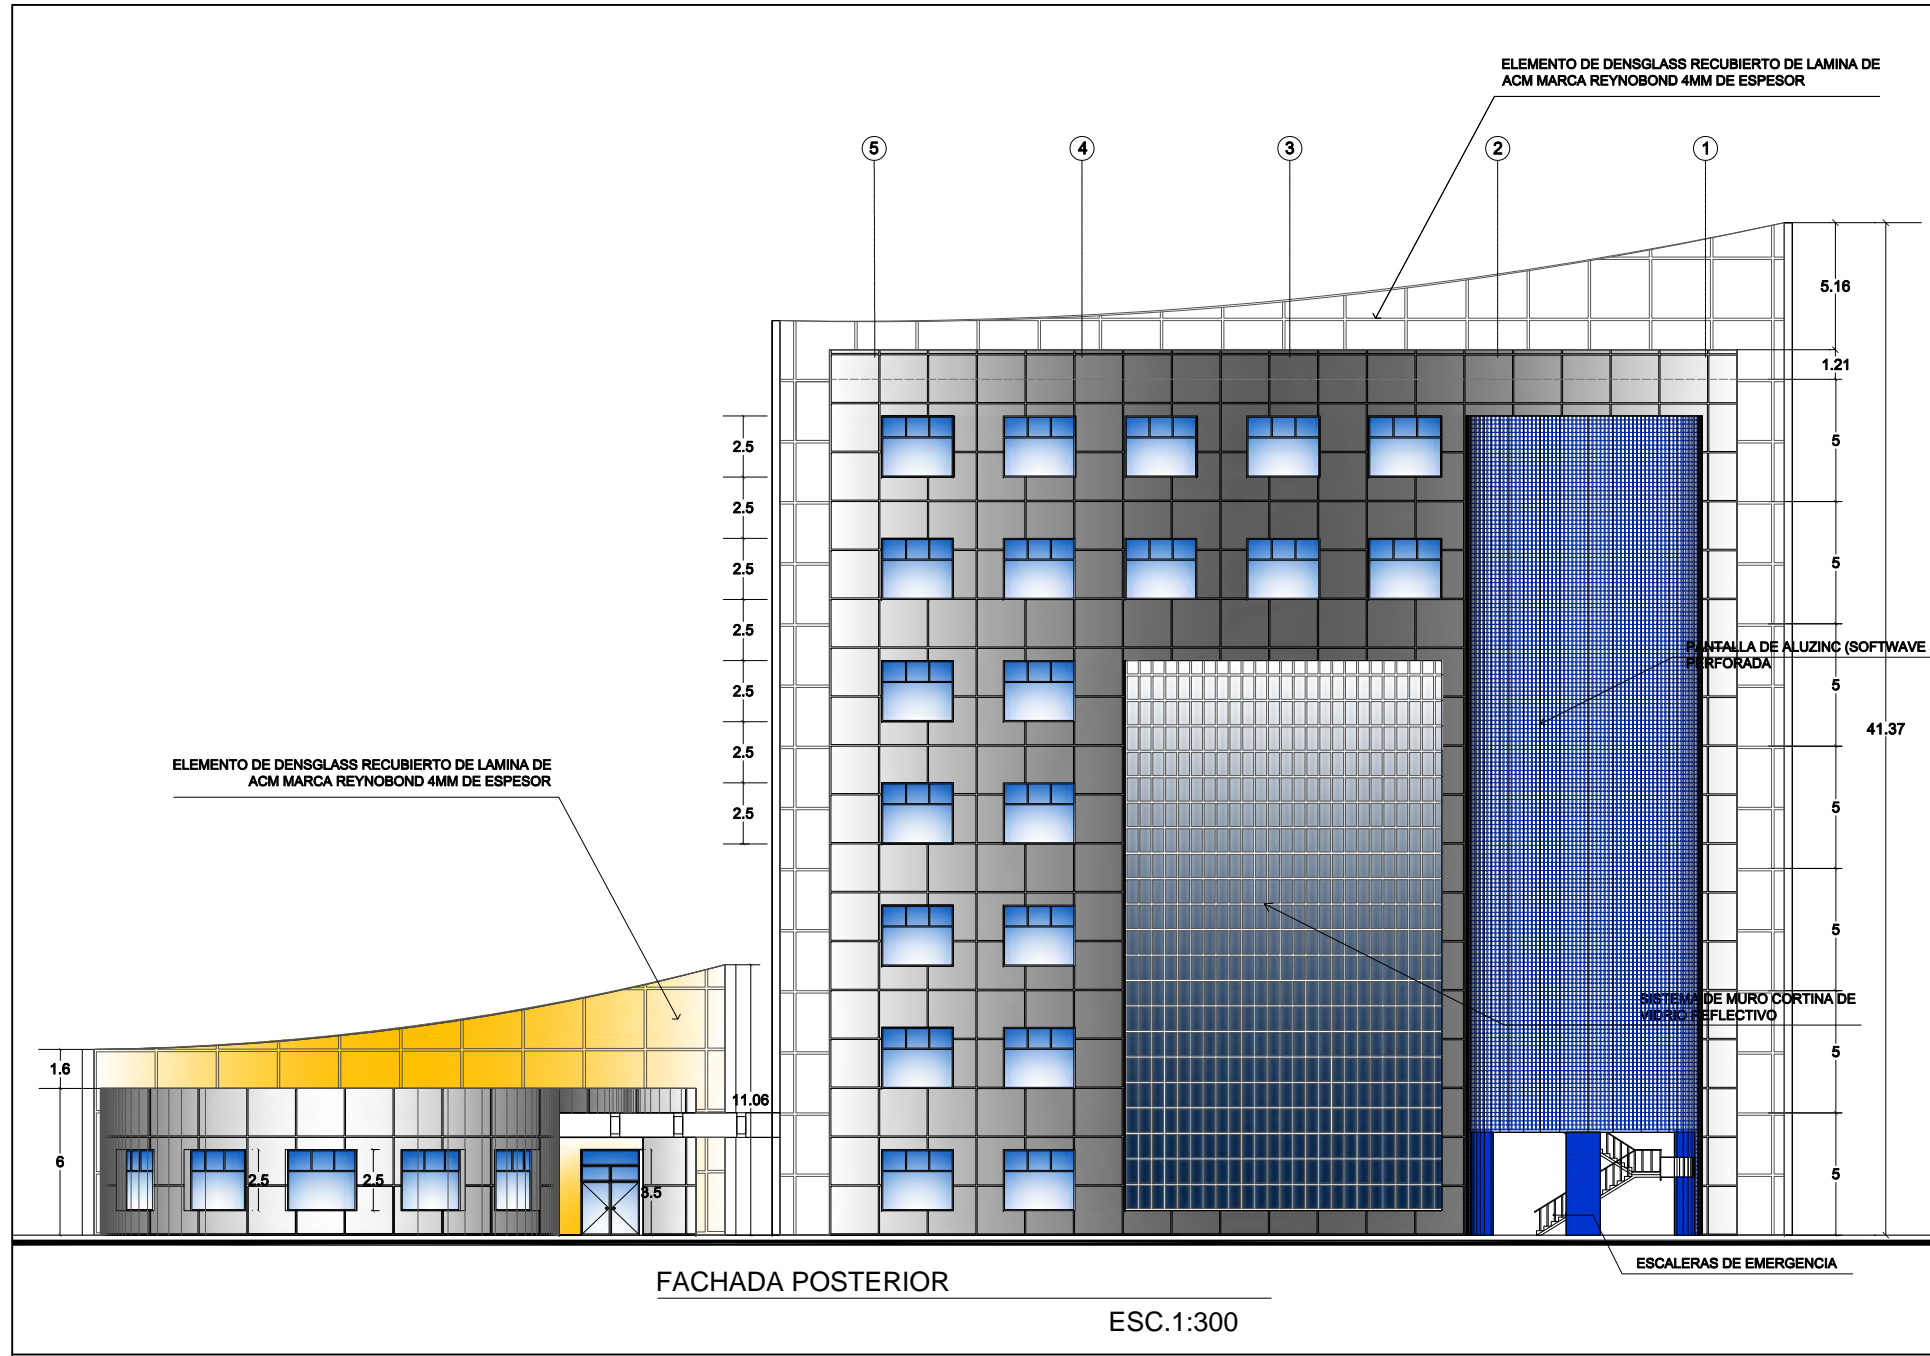 ELEMENTO DE DENSGLASS RECUBIERTO DE LAMINA DE
ACM MARCA REYNOBOND 4MM DE ESPESOR
5
4
3
2
1
5.16
1.21
5
5
5
5
5
5
5
41.37
2.5
2.5
2.5
2.5
2.5
2.5
2.5
PANTALLA DE ALUZINC (SOFTWAVE
PERFORADA
ELEMENTO DE DENSGLASS RECUBIERTO DE LAMINA DE
ACM MARCA REYNOBOND 4MM DE ESPESOR
SISTEMA DE MURO CORTINA DE
VIDRIO REFLECTIVO
1.6
6
11.06
2.5
2.5
3.5
ESCALERAS DE EMERGENCIA
FACHADA POSTERIOR
ESC.1:300